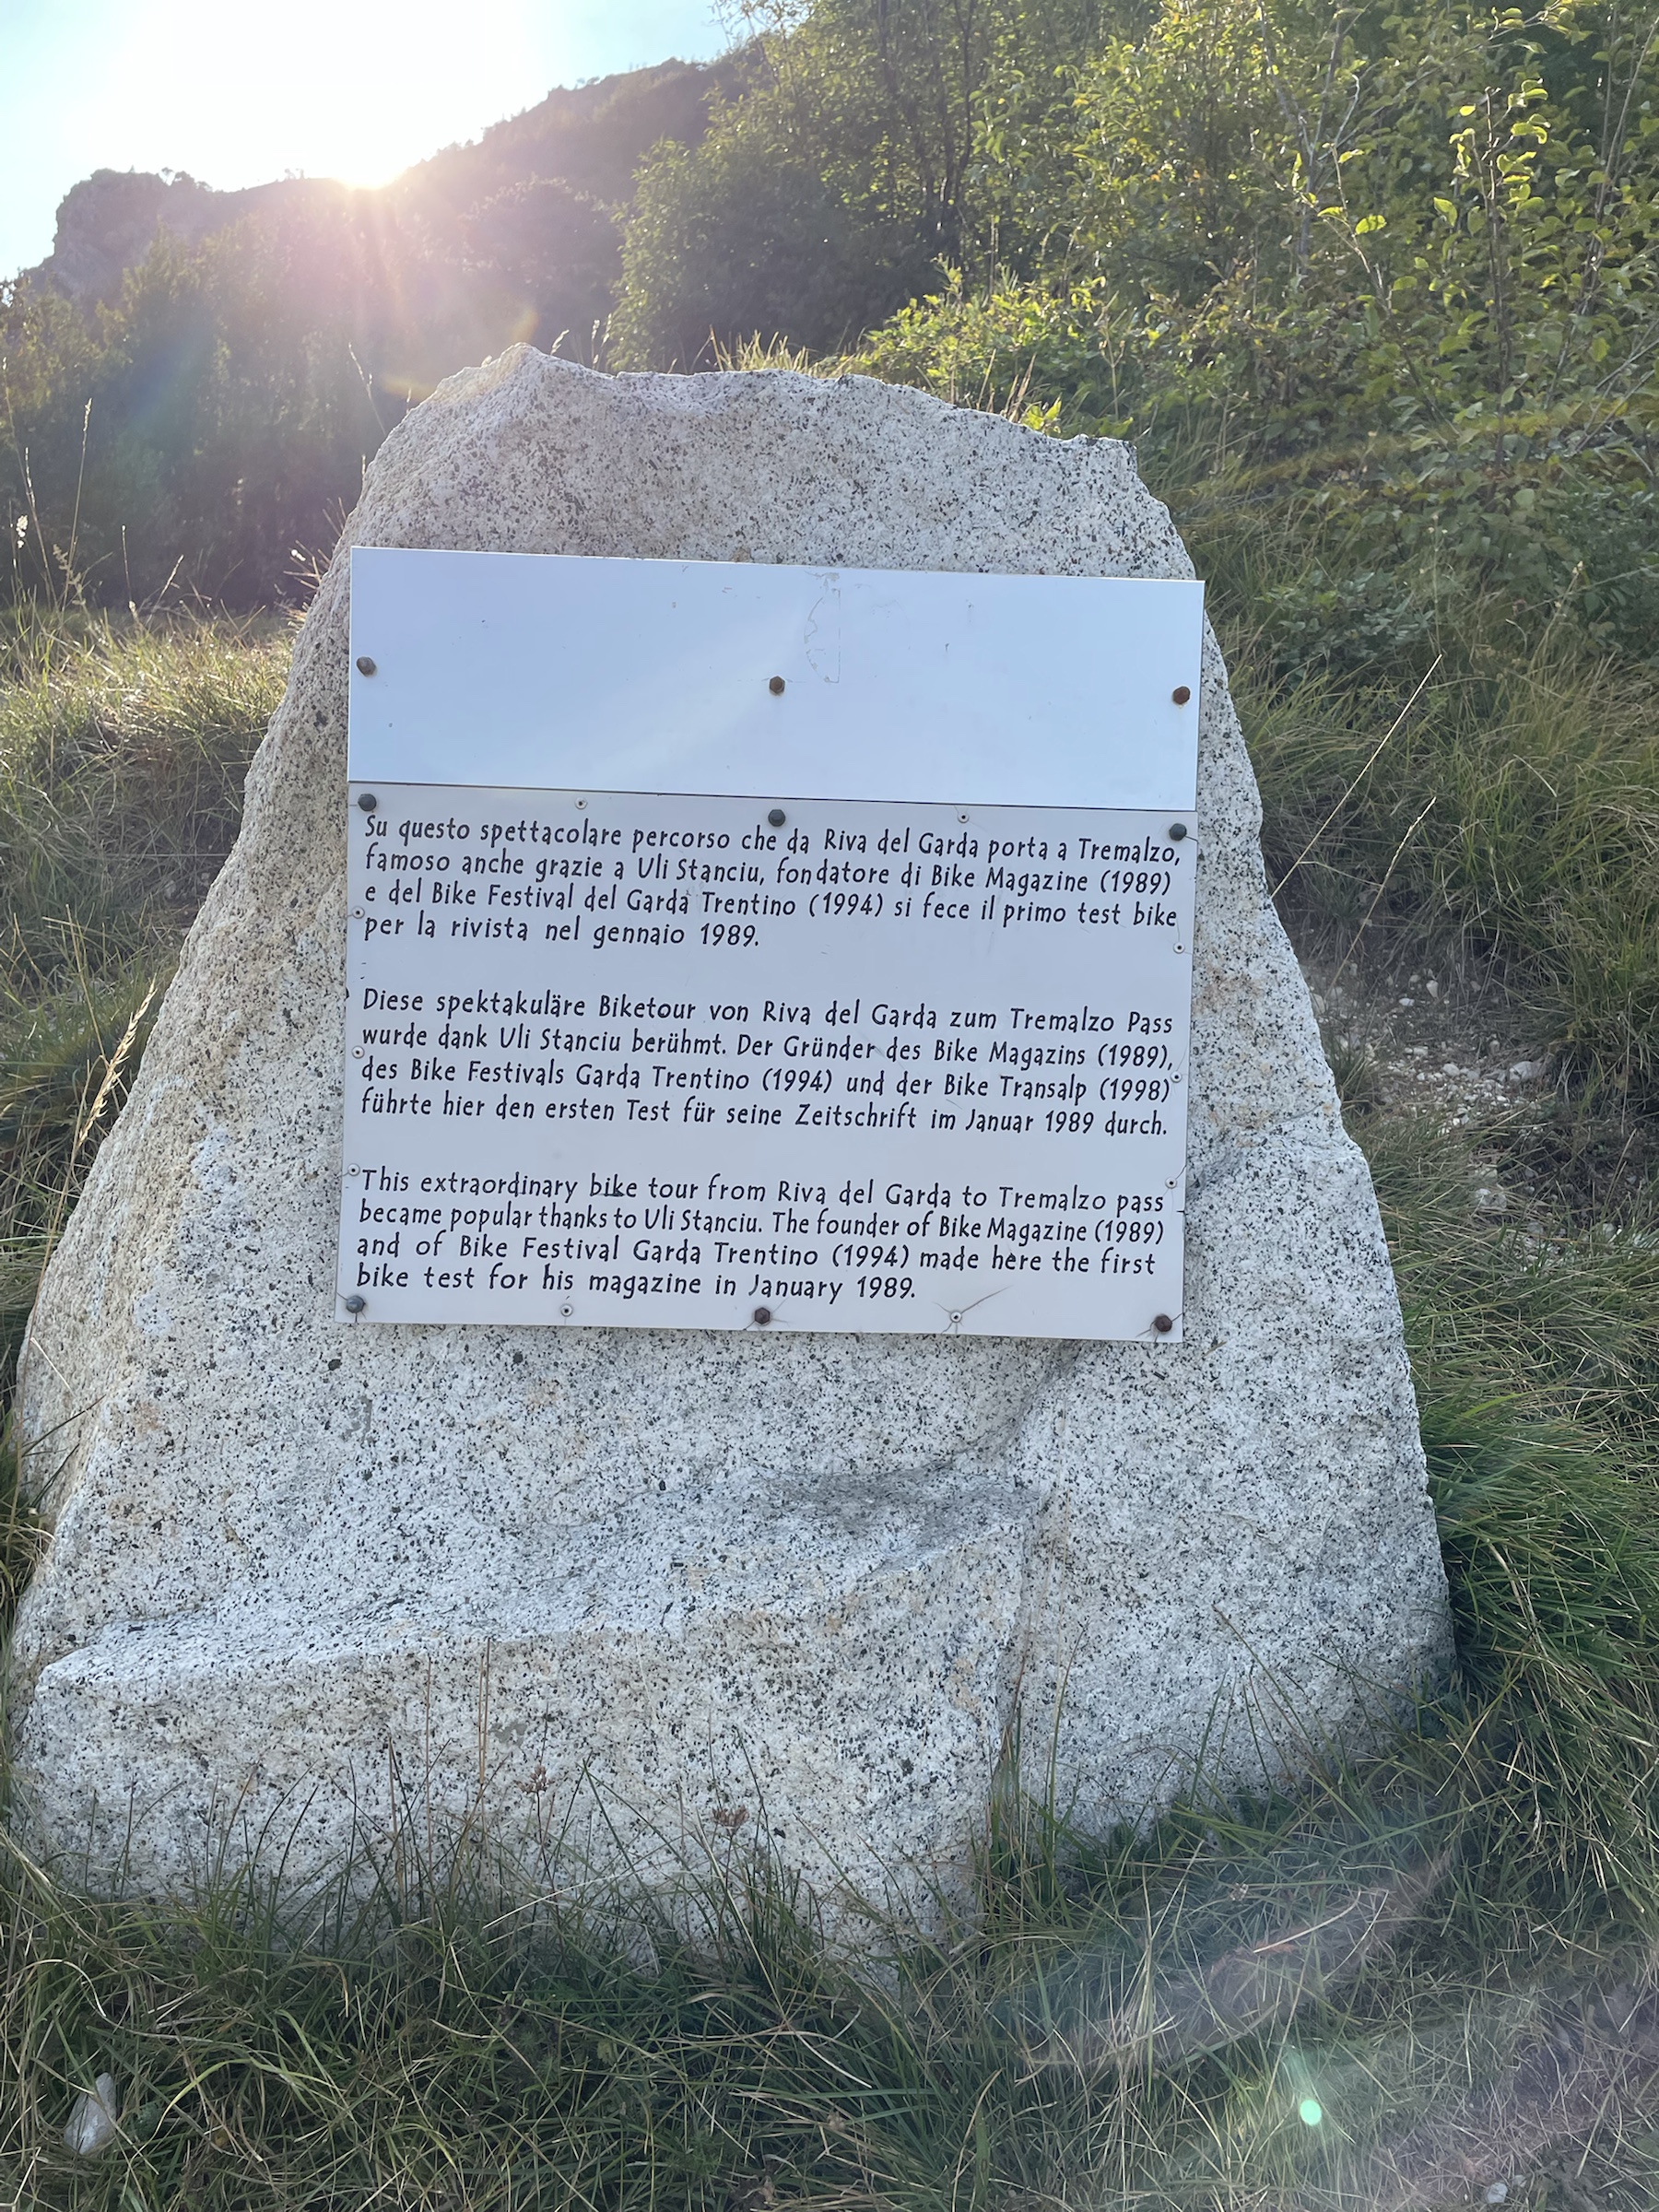 Su questo spettacolare percorso che da Riva del Garda porta a Tremalzo,
famoso anche grazie a Uli Stanciu, fondatore di Bike Magazine (1989)
e del Bike Festival del Garda Trentino (1994) si fece il primo test bike
per la rivista nel gennaio 1989.
Diese spektakuläre Biketour von Riva del Garda zum Tremalzo Pass
wurde dank Uli Stanciu berühmt. Der Gründer des Bike Magazins (1989),
des Bike Festivals Garda Trentino (1994) und der Bike Transalp (1998)
führte hier den ersten Test für seine Zeitschrift im Januar 1989 durch.
This extraordinary bike tour from Riva del Garda to Tremalzo pass
became popular thanks to Uli Stanciu. The founder of Bike Magazine (1989)
and of Bike Festival Garda Trentino (1994) made here the first
bike test for his magazine in January 1989.